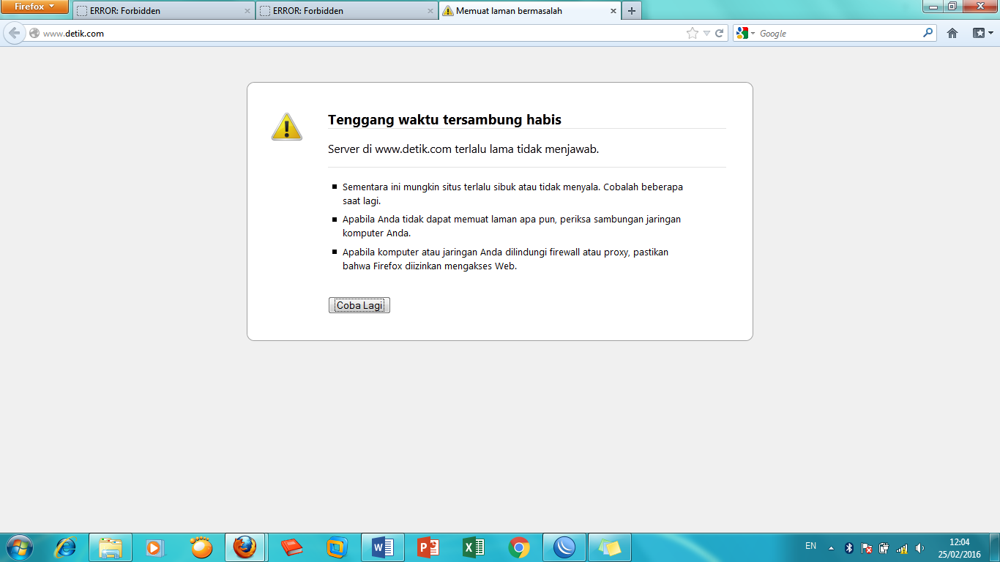 Firefox
ERROR: Forbidden
ERROR: Forbidden
Memuat laman bermasalah
www.detik.com
Google
Tenggang waktu tersambung habis
Server di www.detik.com terlalu lama tidak menjawab.
Sementara ini mungkin situs terlalu sibuk atau tidak menyala. Cobalah beberapa
saat lagi.
Apabila Anda tidak dapat memuat laman apa pun, periksa sambungan jaringan
komputer Anda.
Apabila komputer atau jaringan Anda dilindungi firewall atau proxy, pastikan
bahwa Firefox diizinkan mengakses Web.
Coba Lagi
EN
12:04
25/02/2016